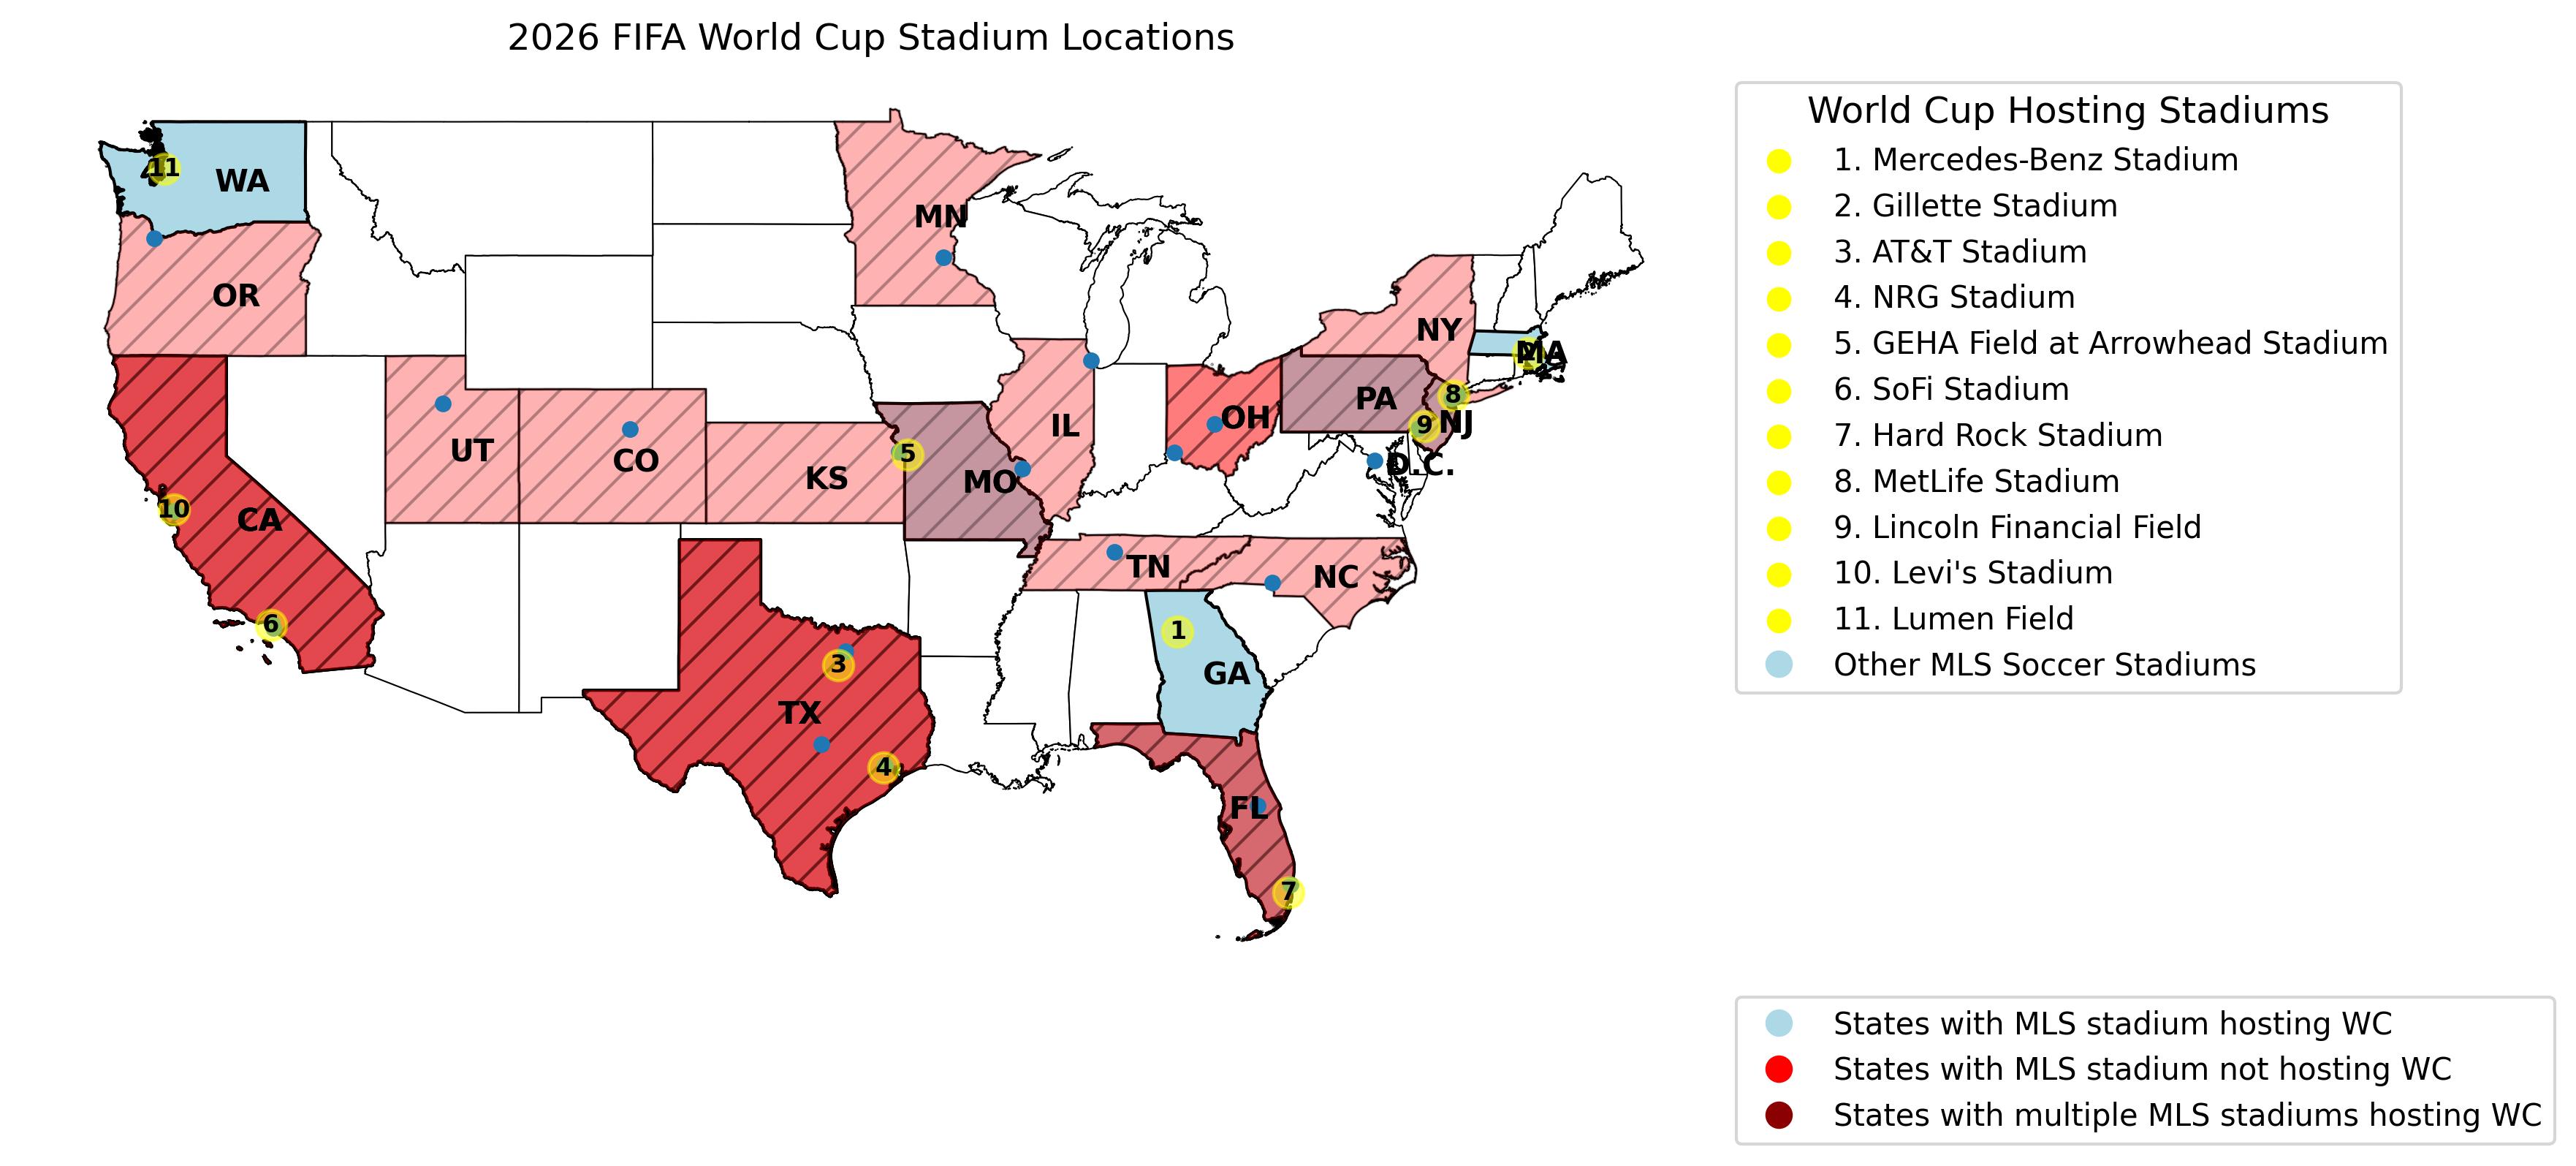 2026 FIFA World Cup Stadium Locations
World Cup Hosting Stadiums
1. Mercedes-Benz Stadium
2. Gillette Stadium
3. AT&T Stadium
4. NRG Stadium
5. GEHA Field at Arrowhead Stadium
6. SoFi Stadium
7. Hard Rock Stadium
8. MetLife Stadium
9. Lincoln Financial Field
10. Levi's Stadium
11. Lumen Field
Other MLS Soccer Stadiums
11
WA
MN
OR
NY
2
MA
8
PA
9
NJ
OH
IL
UT
CO
5
KS
MO
D.C.
10
CA
TN
NC
6
1
3
GA
TX
4
FL
7
States with MLS stadium hosting WC
States with MLS stadium not hosting WC
States with multiple MLS stadiums hosting WC